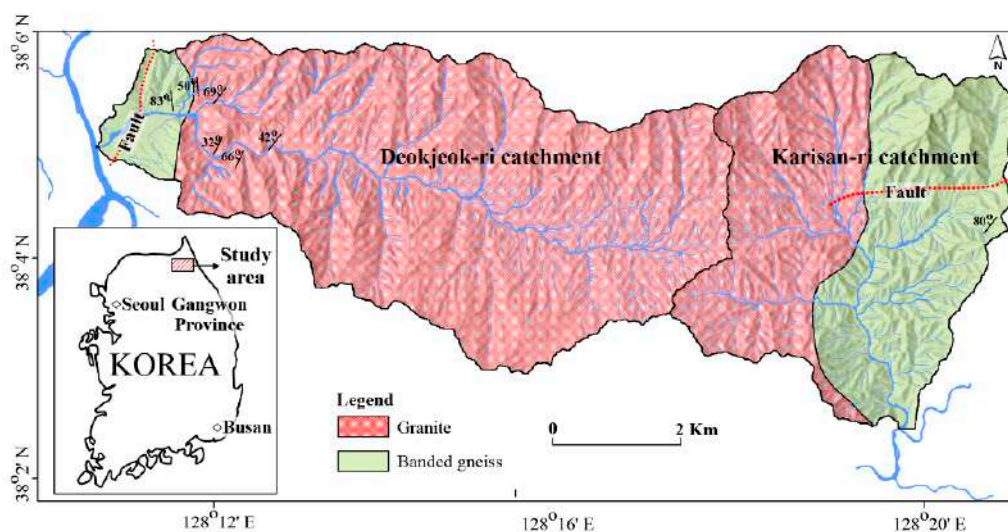 38°6' N
38°4' N
38°2' N
N
50°
83°
69°
Fault
32°
66°
42°
Deokjeok-ri catchment
Karisan-ri catchment
Fault
80°
Study
area
Seoul Gangwon
Province
KOREA
Busan
Legend
Granite
Banded gneiss
0 2 Km
128°12' E
128°16' E
128°20' E